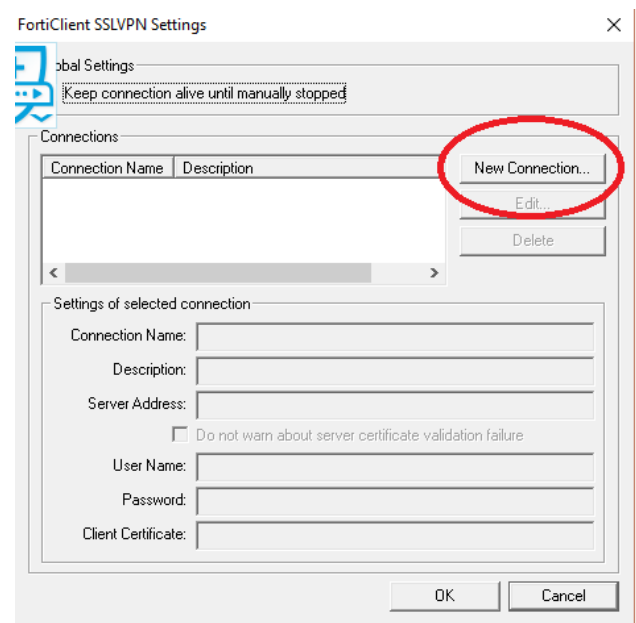 FortiClient SSLVPN Settings
Settings
Keep connection alive until manually stopped
Connections
Connection Name Description
New Connection...
Edit...
Delete
Settings of selected connection
Connection Name:
Description:
Server Address:
Do not warn about server certificate validation failure
User Name:
Password:
Client Certificate:
OK Cancel